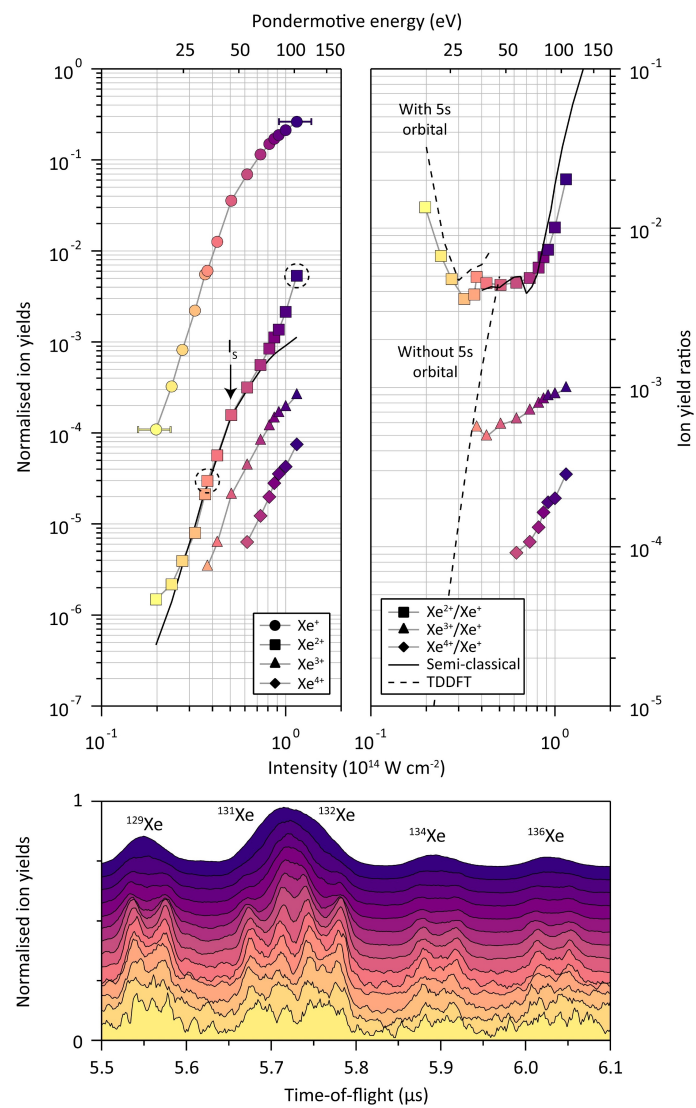 Pondermotive energy (eV)
25 50 100 150 25 50 100 150
10⁰
10⁻¹
10⁻²
10⁻³
10⁻⁴
10⁻⁵
10⁻⁶
10⁻⁷
Normalised ion yields
Iₛ
Xe⁺
Xe²⁺
Xe³⁺
Xe⁴⁺
10⁻¹ 10⁰
With 5s
orbital
Without 5s
orbital
Xe²⁺/Xe⁺
Xe³⁺/Xe⁺
Xe⁴⁺/Xe⁺
Semi-classical
TDDFT
10⁻¹
10⁻²
10⁻³
10⁻⁴
10⁻⁵
Ion yield ratios
10⁻¹ 10⁰
Intensity (10¹⁴ W cm⁻²)
1
0
Normalised ion yields
¹²⁹Xe ¹³¹Xe ¹³²Xe ¹³⁴Xe ¹³⁶Xe
5.5 5.6 5.7 5.8 5.9 6.0 6.1
Time-of-flight (µs)